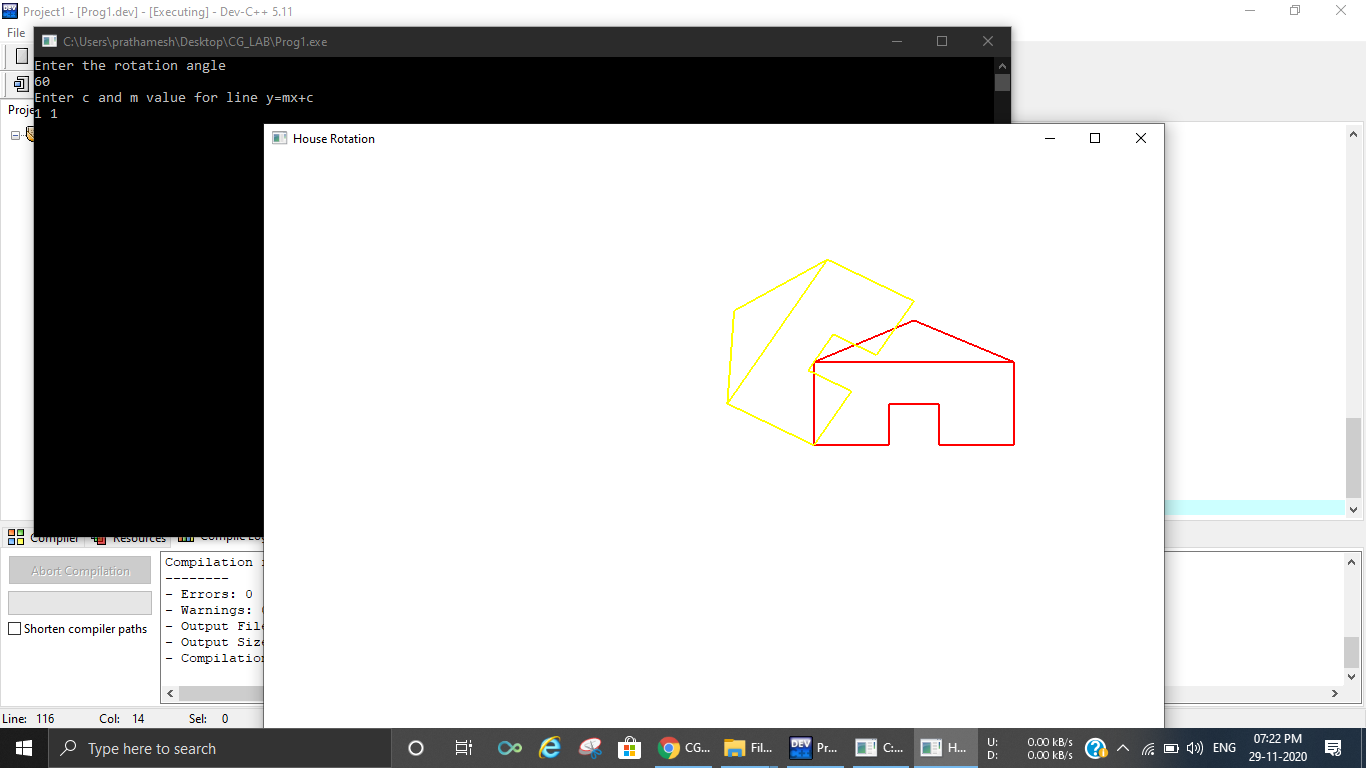 Project1 - [Prog1.dev] - [Executing] - Dev-C++ 5.11
File
C:\Users\prathamesh\Desktop\CG_LAB\Prog1.exe
Enter the rotation angle
60
Enter c and m value for line y=mx+c
1 1
House Rotation
Compiler
Resources
Abort Compilation
Shorten compiler paths
Compilation
--------
- Errors: 0
- Warnings:
- Output File
- Output Size
- Compilation
Line: 116 Col: 14 Sel: 0
Type here to search
CG...
Fil...
DEV
Pr...
C:...
H...
U: 0.00 kB/s
D: 0.00 kB/s
ENG
07:22 PM
29-11-2020